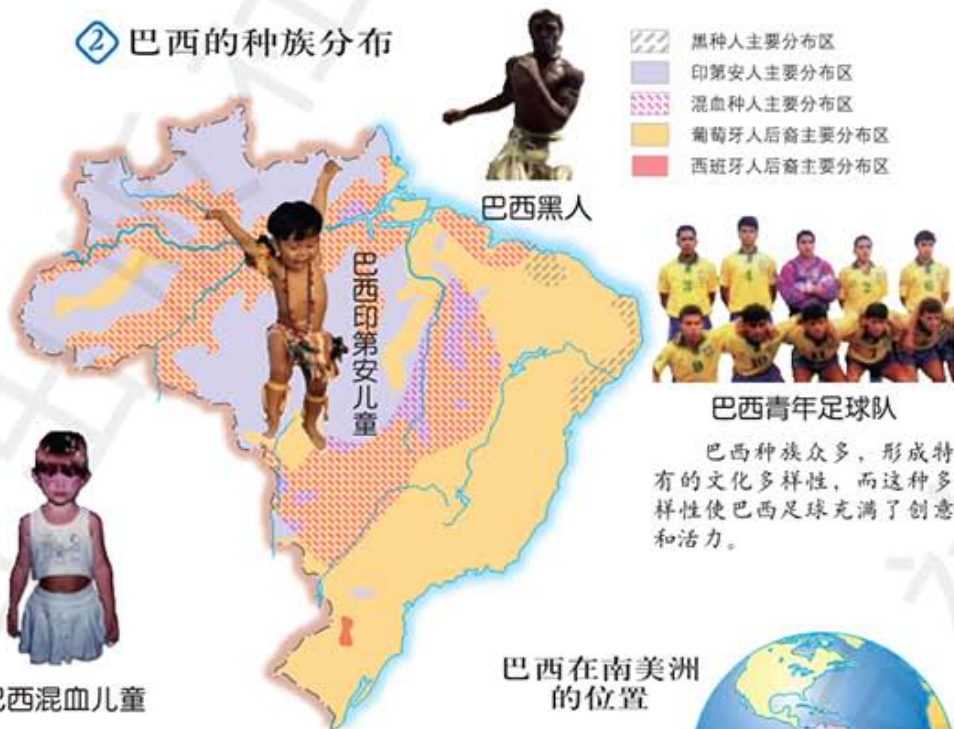 2 巴西的种族分布
黑种人主要分布区
印第安人主要分布区
混血种人主要分布区
葡萄牙人后裔主要分布区
西班牙人后裔主要分布区
巴西黑人
巴西印第安儿童
巴西青年足球队
巴西种族众多，形成特
有的文化多样性，而这种多
样性使巴西足球充满了创意
和活力。
巴西混血儿童
巴西在南美洲
的位置